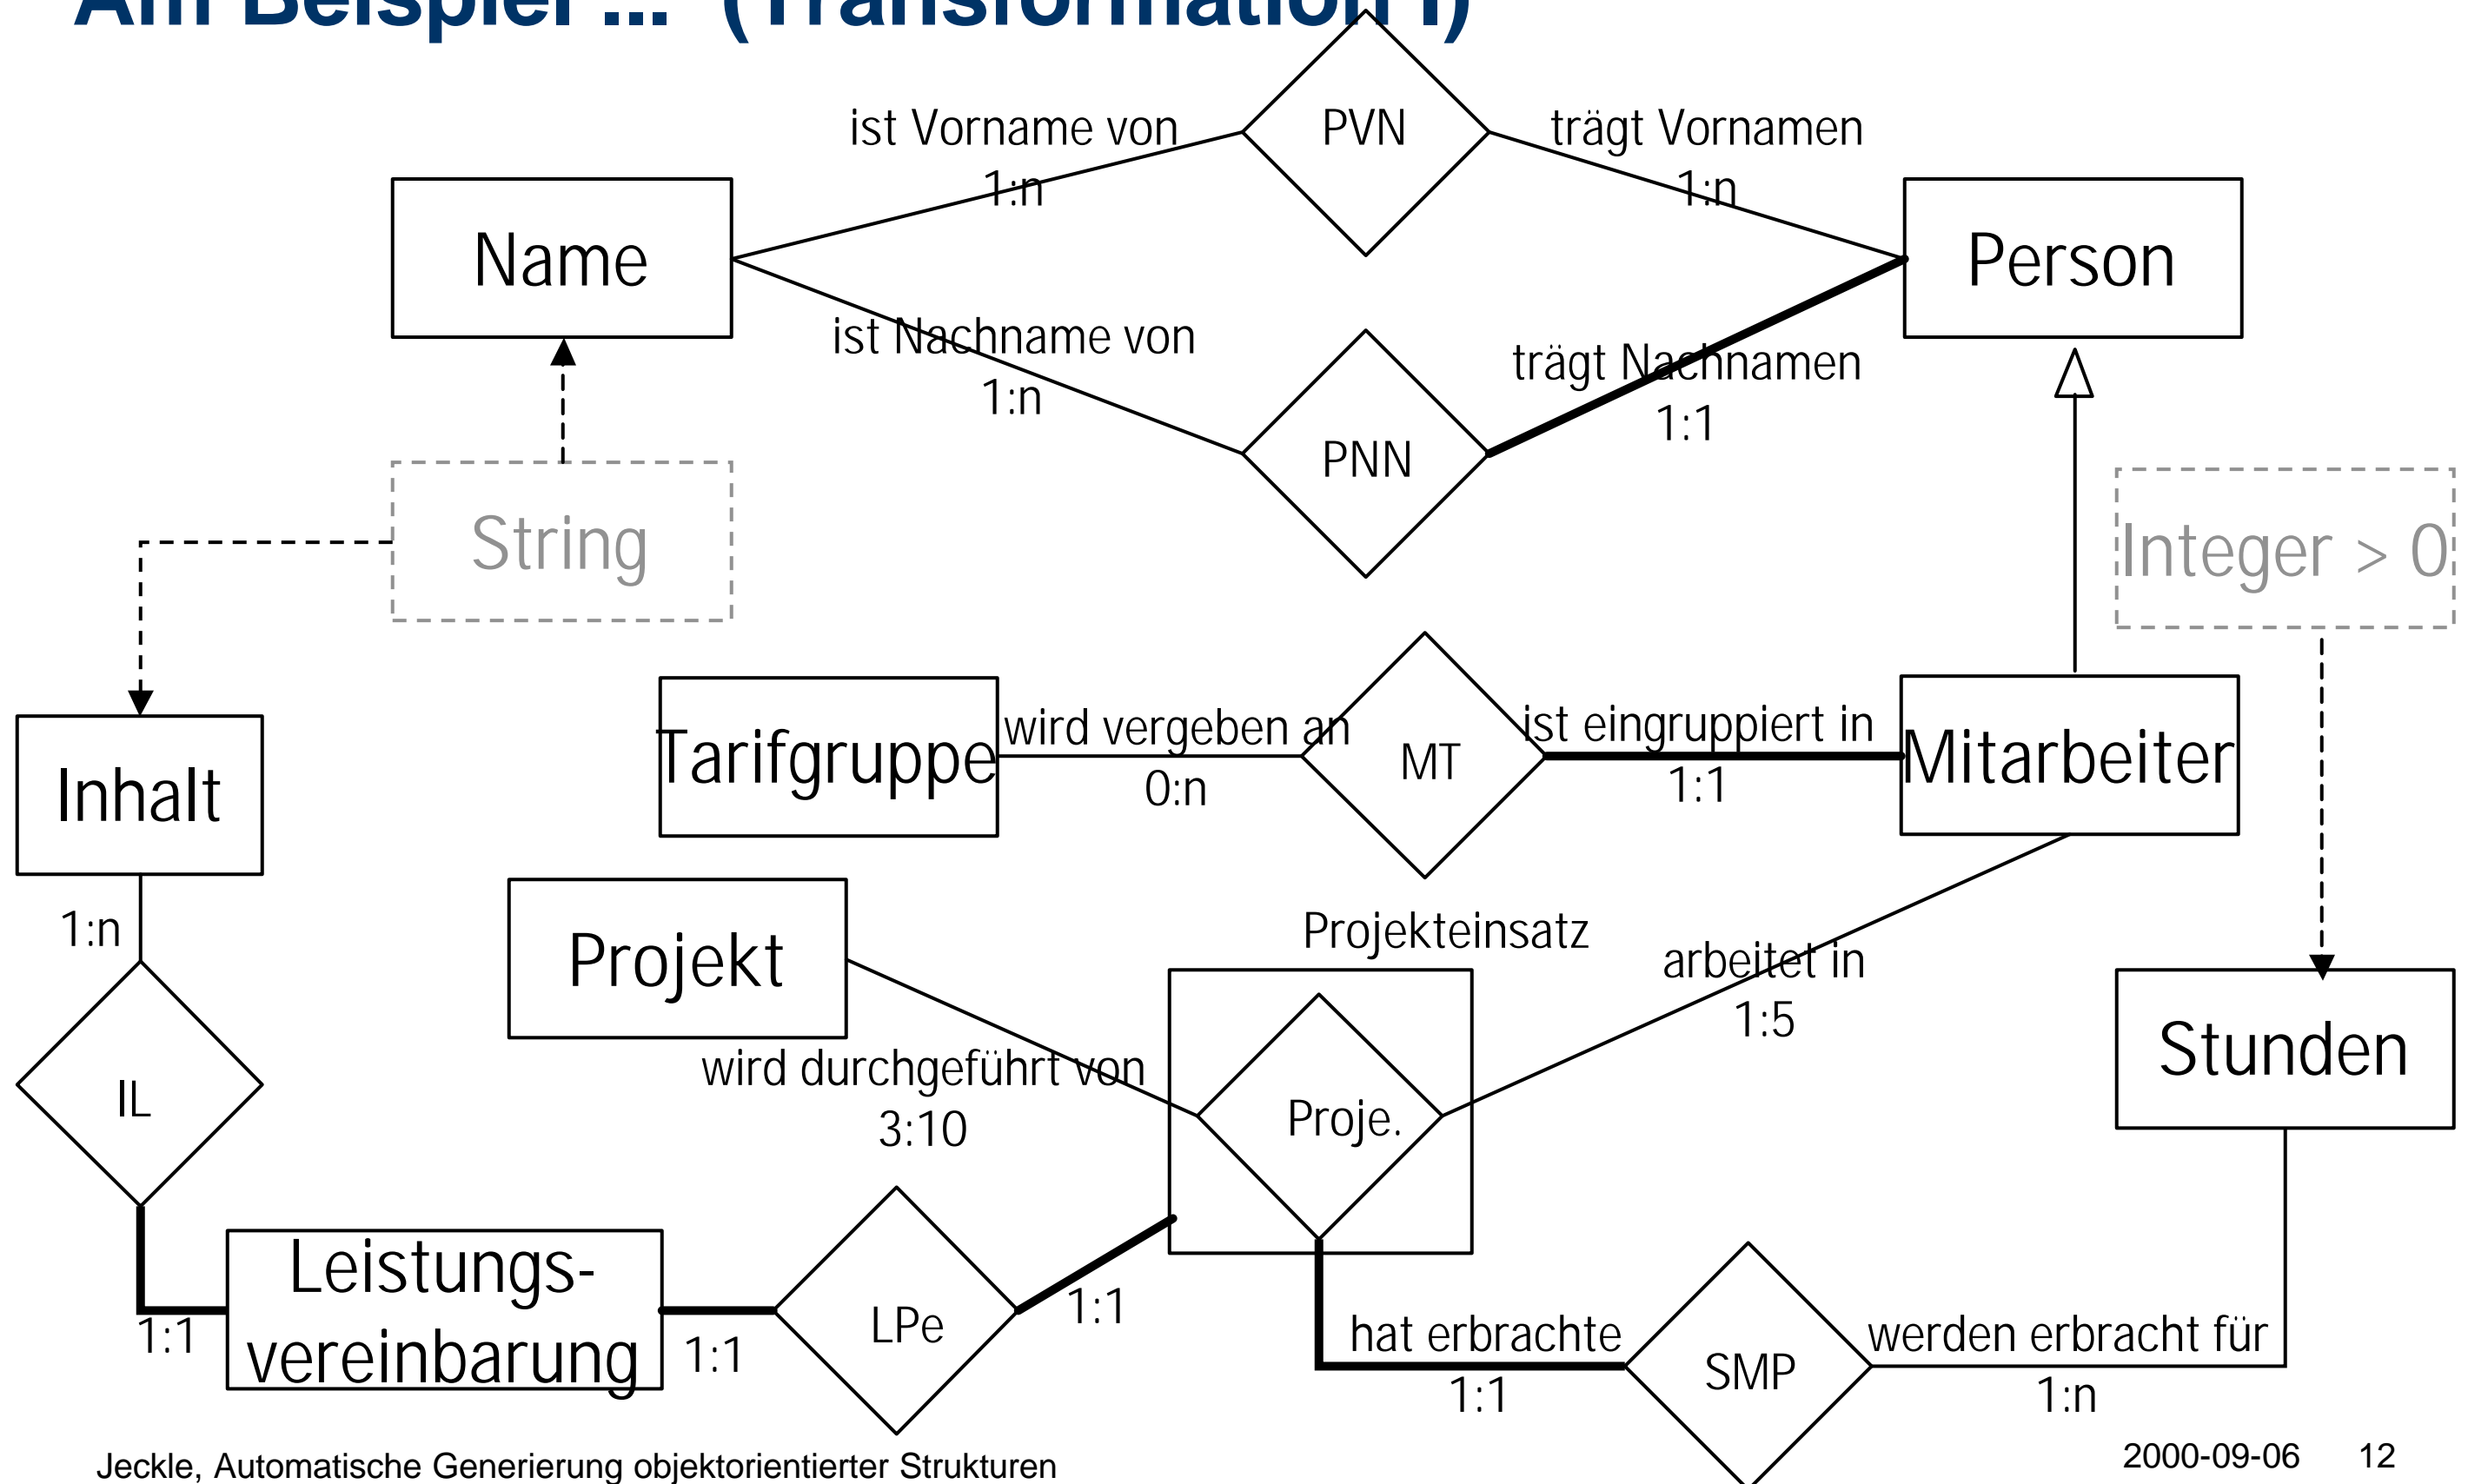 Am Beispiel ... (Transformation I)
ist Vorname von
1:n
PVN
trägt Vornamen
1:n
Name
Person
ist Nachname von
1:n
PNN
trägt Nachnamen
1:1
String
Integer > 0
Tarifgruppe
wird vergeben an
0:n
MT
ist eingruppiert in
1:1
Mitarbeiter
Inhalt
1:n
Projekt
Projekteinsatz
arbeitet in
1:5
Stunden
wird durchgeführt von
3:10
Proje.
IL
1:1
Leistungs-
vereinbarung
1:1
LPe
1:1
hat erbrachte
1:1
SMP
werden erbracht für
1:n
Jeckle, Automatische Generierung objektorientierter Strukturen
2000-09-06 12